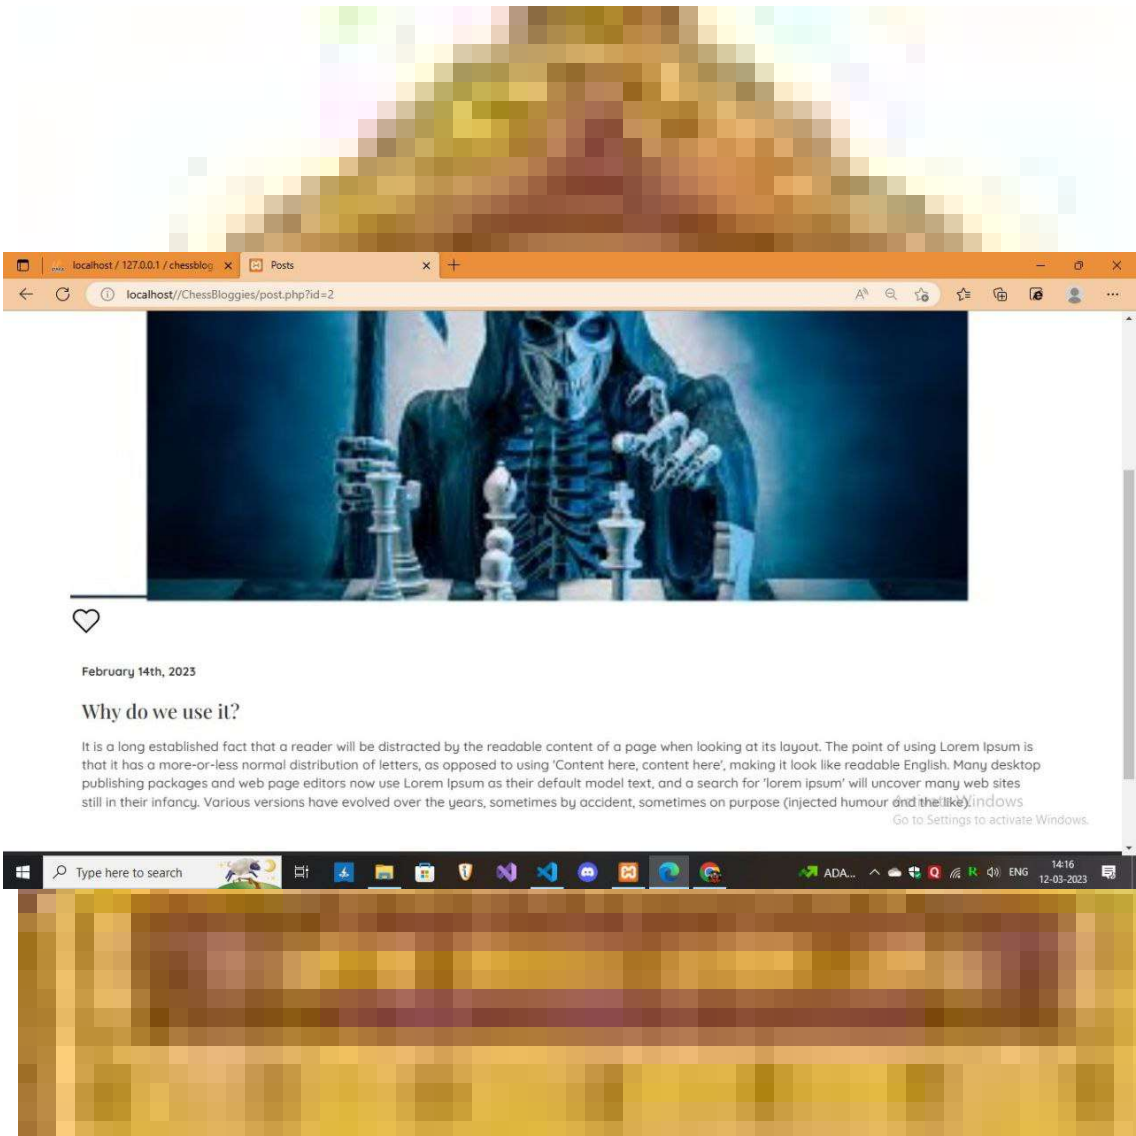 localhost / 127.0.0.1 / chessblog
Posts
localhost//ChessBloggies/post.php?id=2
February 14th, 2023
Why do we use it?
It is a long established fact that a reader will be distracted by the readable content of a page when looking at its layout. The point of using Lorem Ipsum is
that it has a more-or-less normal distribution of letters, as opposed to using 'Content here, content here', making it look like readable English. Many desktop
publishing packages and web page editors now use Lorem Ipsum as their default model text, and a search for 'lorem ipsum' will uncover many web sites
still in their infancy. Various versions have evolved over the years, sometimes by accident, sometimes on purpose (injected humour and the like).
Activate Windows
Go to Settings to activate Windows.
Type here to search
ADA...
ENG
14:16
12-03-2023